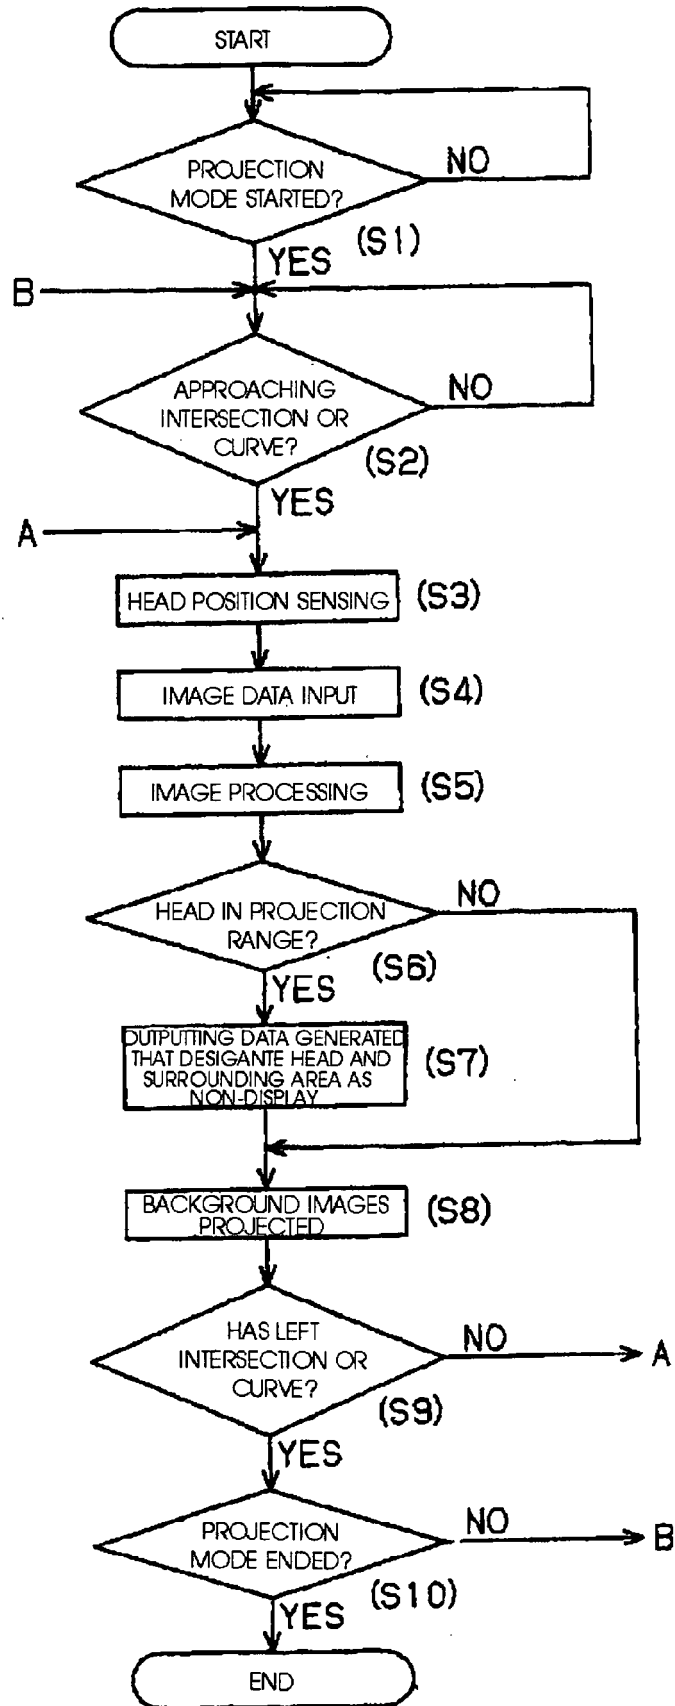 START
PROJECTION
MODE STARTED?
NO
(S1)
YES
B
APPROACHING
INTERSECTION OR
CURVE?
NO
(S2)
YES
A
HEAD POSITION SENSING
(S3)
IMAGE DATA INPUT
(S4)
IMAGE PROCESSING
(S5)
HEAD IN PROJECTION
RANGE?
NO
(S6)
YES
OUTPUTTING DATA GENERATED
THAT DESIGANTE HEAD AND
SURROUNDING AREA AS
NON-DISPLAY
(S7)
BACKGROUND IMAGES
PROJECTED
(S8)
HAS LEFT
INTERSECTION OR
CURVE?
NO
A
(S9)
YES
PROJECTION
MODE ENDED?
NO
B
(S10)
YES
END